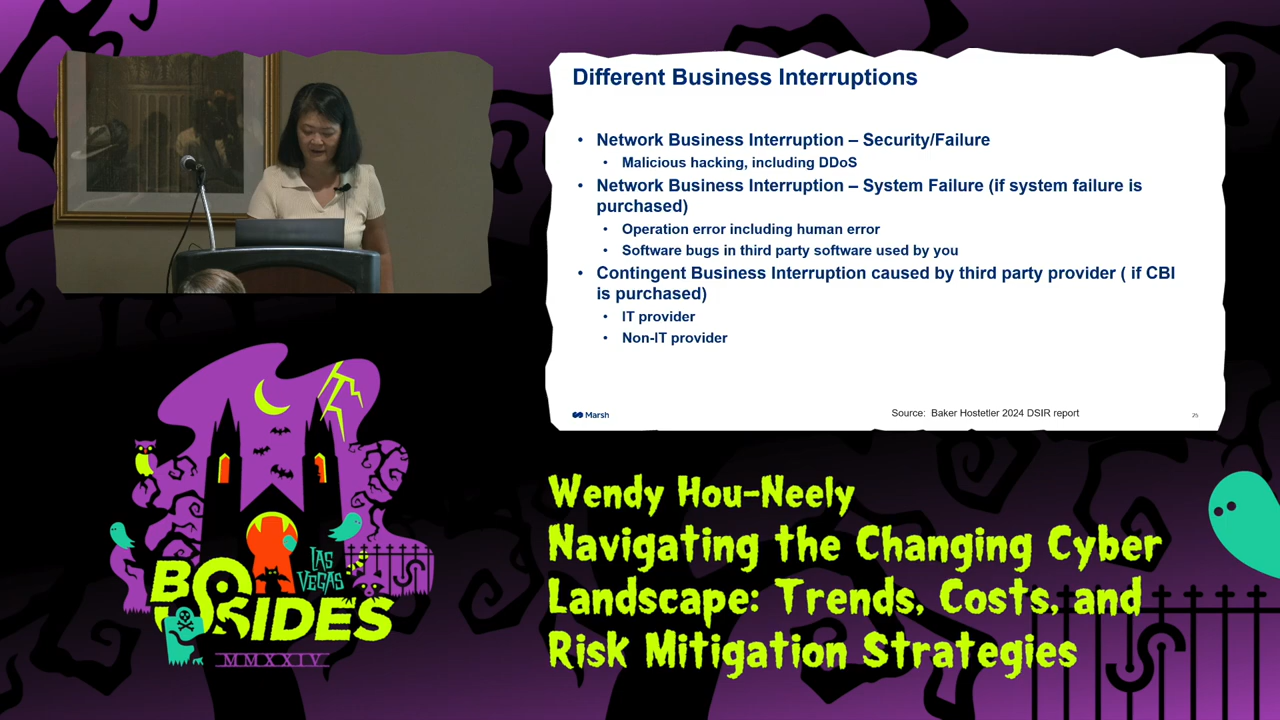 Different Business Interruptions
• Network Business Interruption – Security/Failure
• Malicious hacking, including DDoS
• Network Business Interruption – System Failure (if system failure is
purchased)
• Operation error including human error
• Software bugs in third party software used by you
• Contingent Business Interruption caused by third party provider ( if CBI
is purchased)
• IT provider
• Non-IT provider
Marsh
Source: Baker Hostetler 2024 DSIR report
LAS
VEGAS
BSIDES
MMXXIV
Wendy Hou-Neely
Navigating the Changing Cyber
Landscape: Trends, Costs, and
Risk Mitigation Strategies